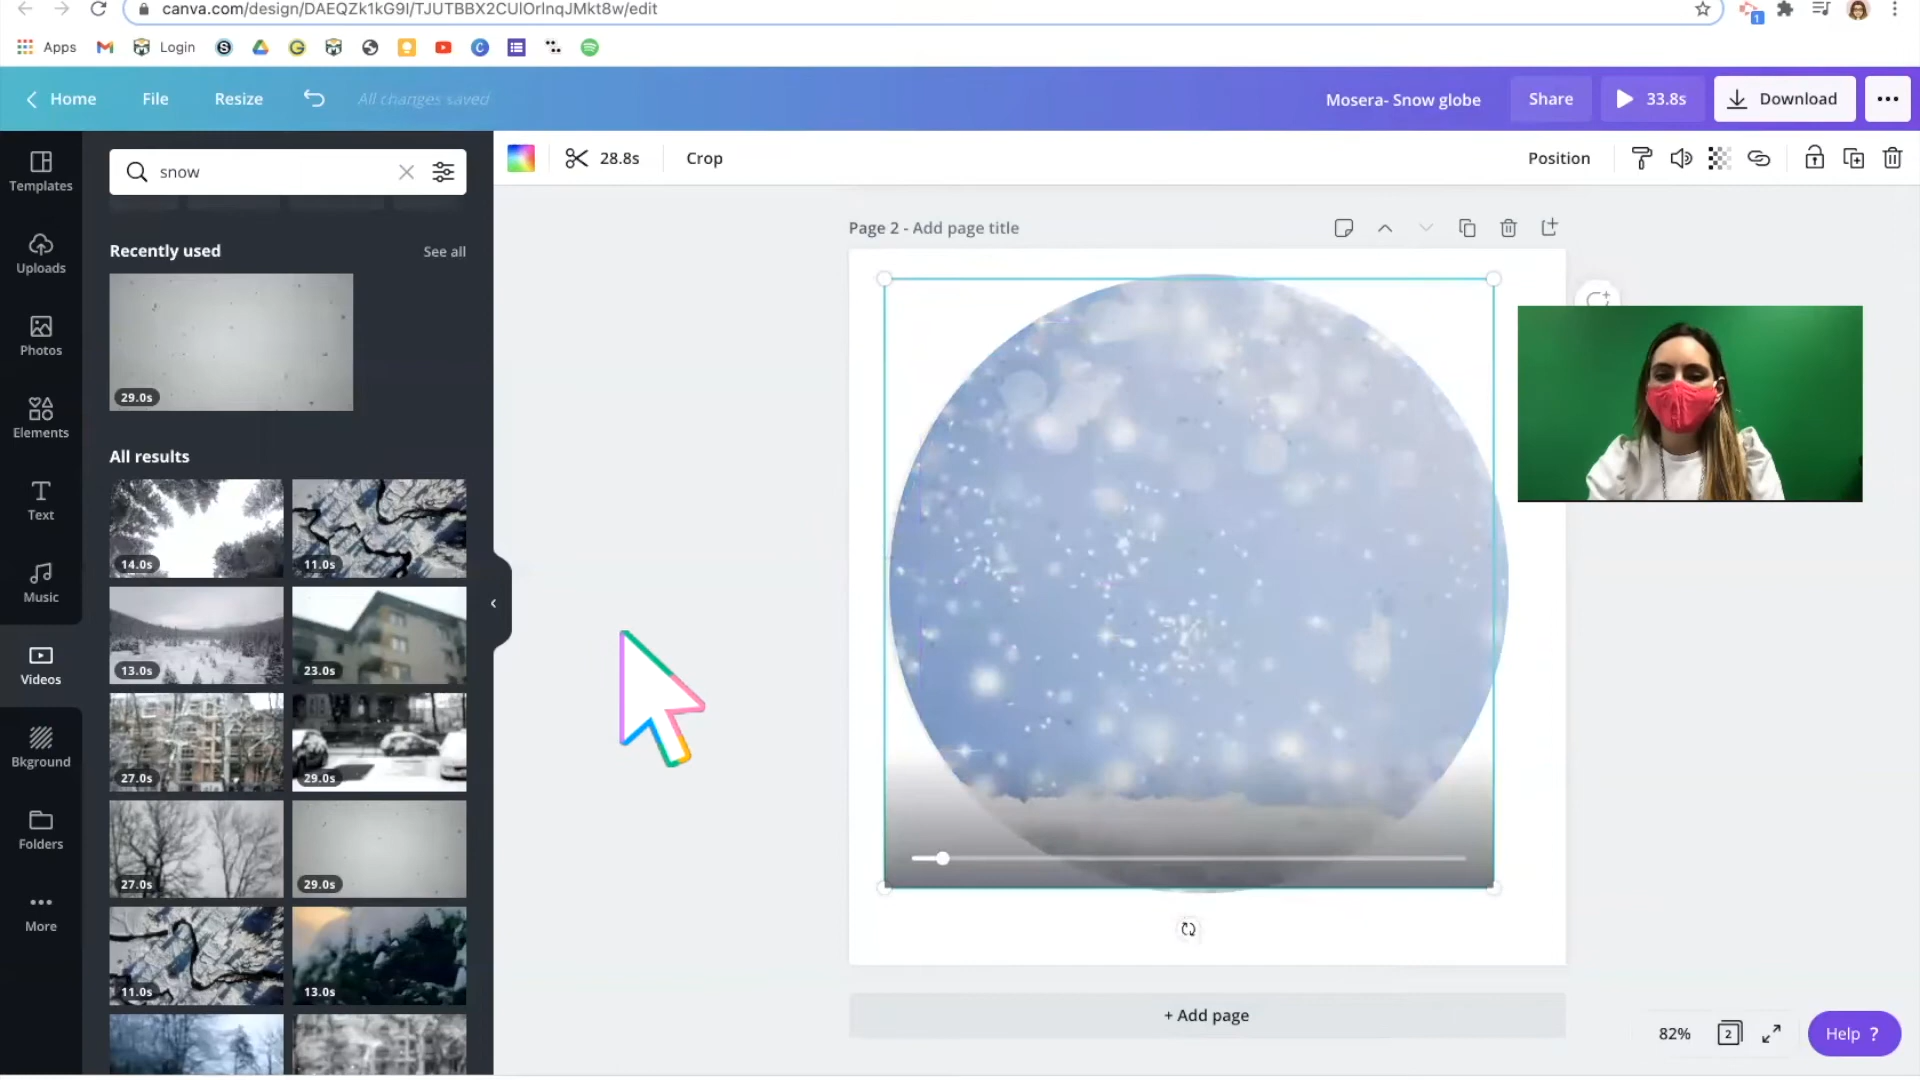 canva.com/design/DAEQZk1kG9I/TJUTBBX2CUlOrlnqJMkt8w/edit
1
Apps
Login
Home
File
Resize
All changes saved
Mosera- Snow globe
Share
33.8s
Download
Templates
Uploads
Photos
Elements
Text
Music
Videos
Bkground
Folders
More
snow
Recently used
See all
29.0s
All results
14.0s
11.0s
13.0s
23.0s
27.0s
29.0s
27.0s
29.0s
11.0s
13.0s
28.8s
Crop
Position
Page 2 - Add page title
+ Add page
82%
2
Help ?